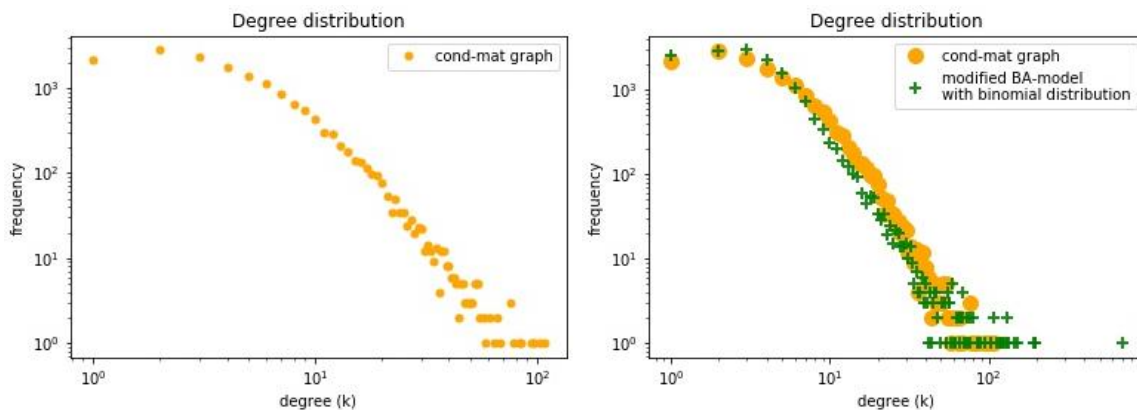 Degree distribution
cond-mat graph
10³
10²
10¹
10⁰
frequency
10⁰
10¹
10²
degree (k)
Degree distribution
cond-mat graph
modified BA-model
with binomial distribution
10³
10²
10¹
10⁰
frequency
10⁰
10¹
10²
degree (k)